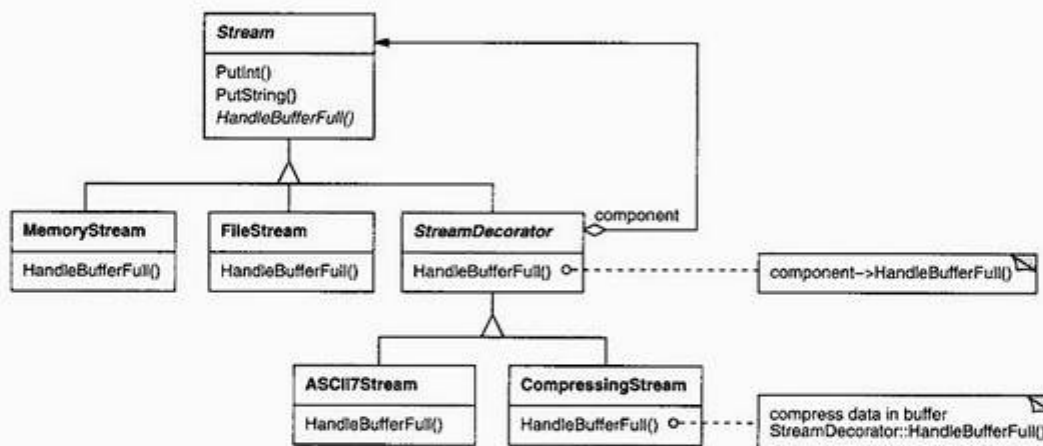 Stream
PutInt()
PutString()
HandleBufferFull()
component
MemoryStream
HandleBufferFull()
FileStream
HandleBufferFull()
StreamDecorator
HandleBufferFull()
component–>HandleBufferFull()
ASCII7Stream
HandleBufferFull()
CompressingStream
HandleBufferFull()
compress data in buffer
StreamDecorator::HandleBufferFull()